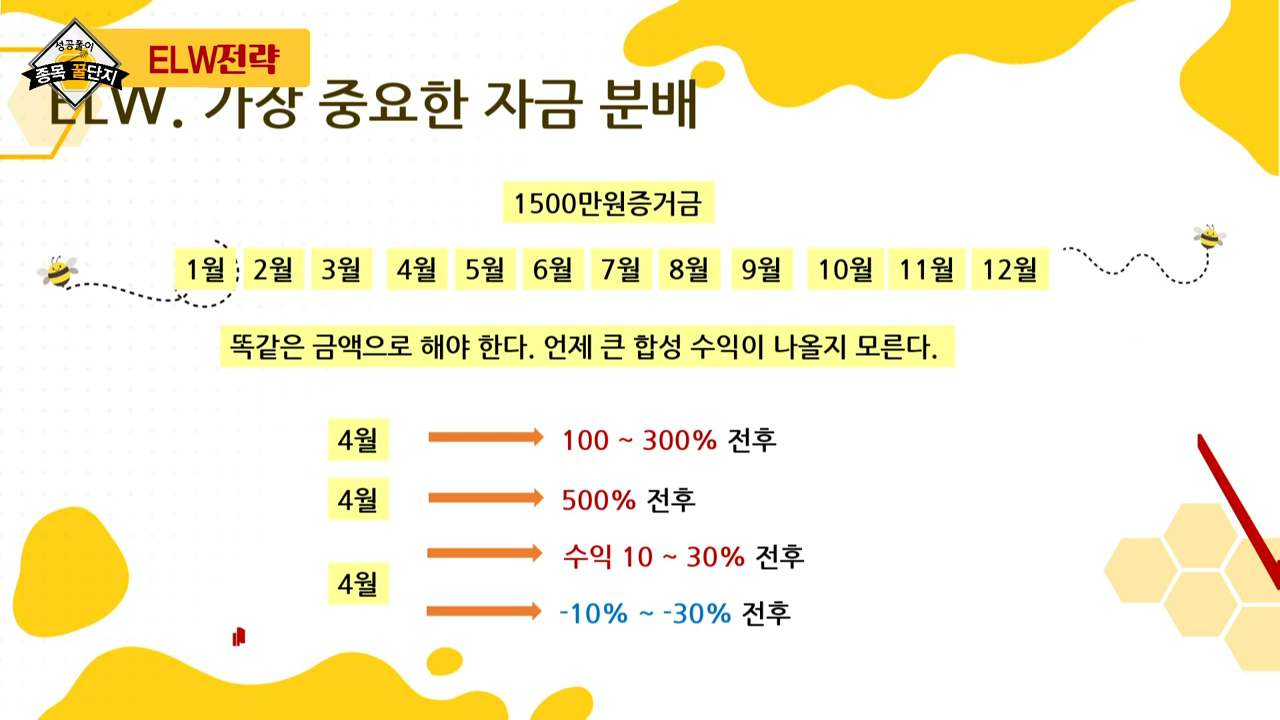 성공풀이
종목 꿀단지
ELW전략
ELW. 가장 중요한 자금 분배
1500만원증거금
1월 2월 3월 4월 5월 6월 7월 8월 9월 10월 11월 12월
똑같은 금액으로 해야 한다. 언제 큰 합성 수익이 나올지 모른다.
4월 100 ~ 300% 전후
4월 500% 전후
4월 수익 10 ~ 30% 전후
-10% ~ -30% 전후